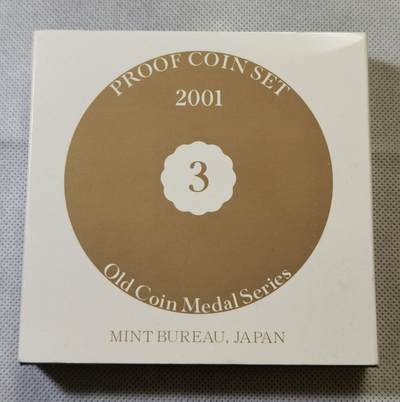 PROOF COIN SET
2001
3
Old Coin Medal Series
MINT BUREAU, JAPAN